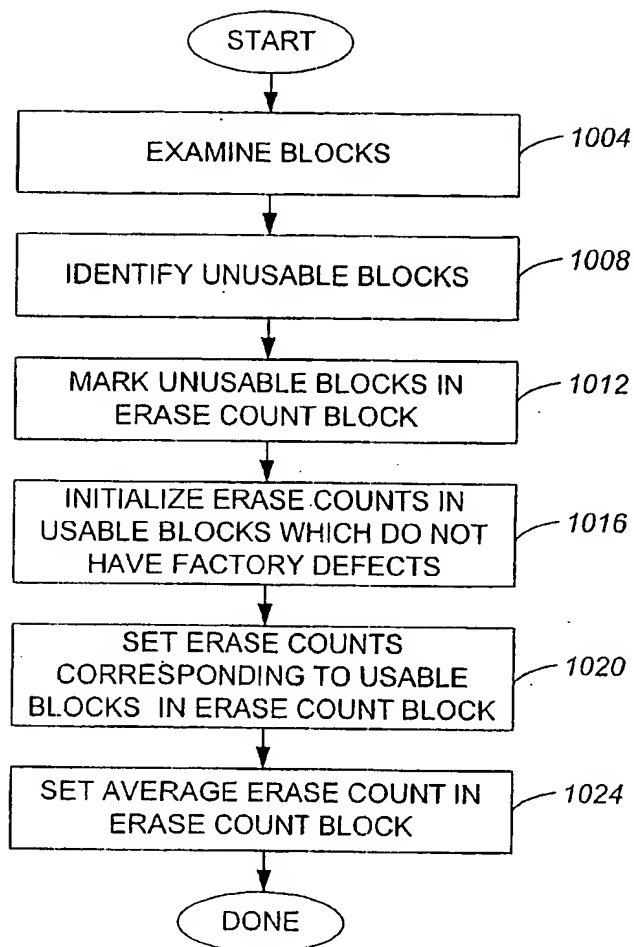 START
EXAMINE BLOCKS
1004
IDENTIFY UNUSABLE BLOCKS
1008
MARK UNUSABLE BLOCKS IN
ERASE COUNT BLOCK
1012
INITIALIZE ERASE COUNTS IN
USABLE BLOCKS WHICH DO NOT
HAVE FACTORY DEFECTS
1016
SET ERASE COUNTS
CORRESPONDING TO USABLE
BLOCKS IN ERASE COUNT BLOCK
1020
SET AVERAGE ERASE COUNT IN
ERASE COUNT BLOCK
1024
DONE